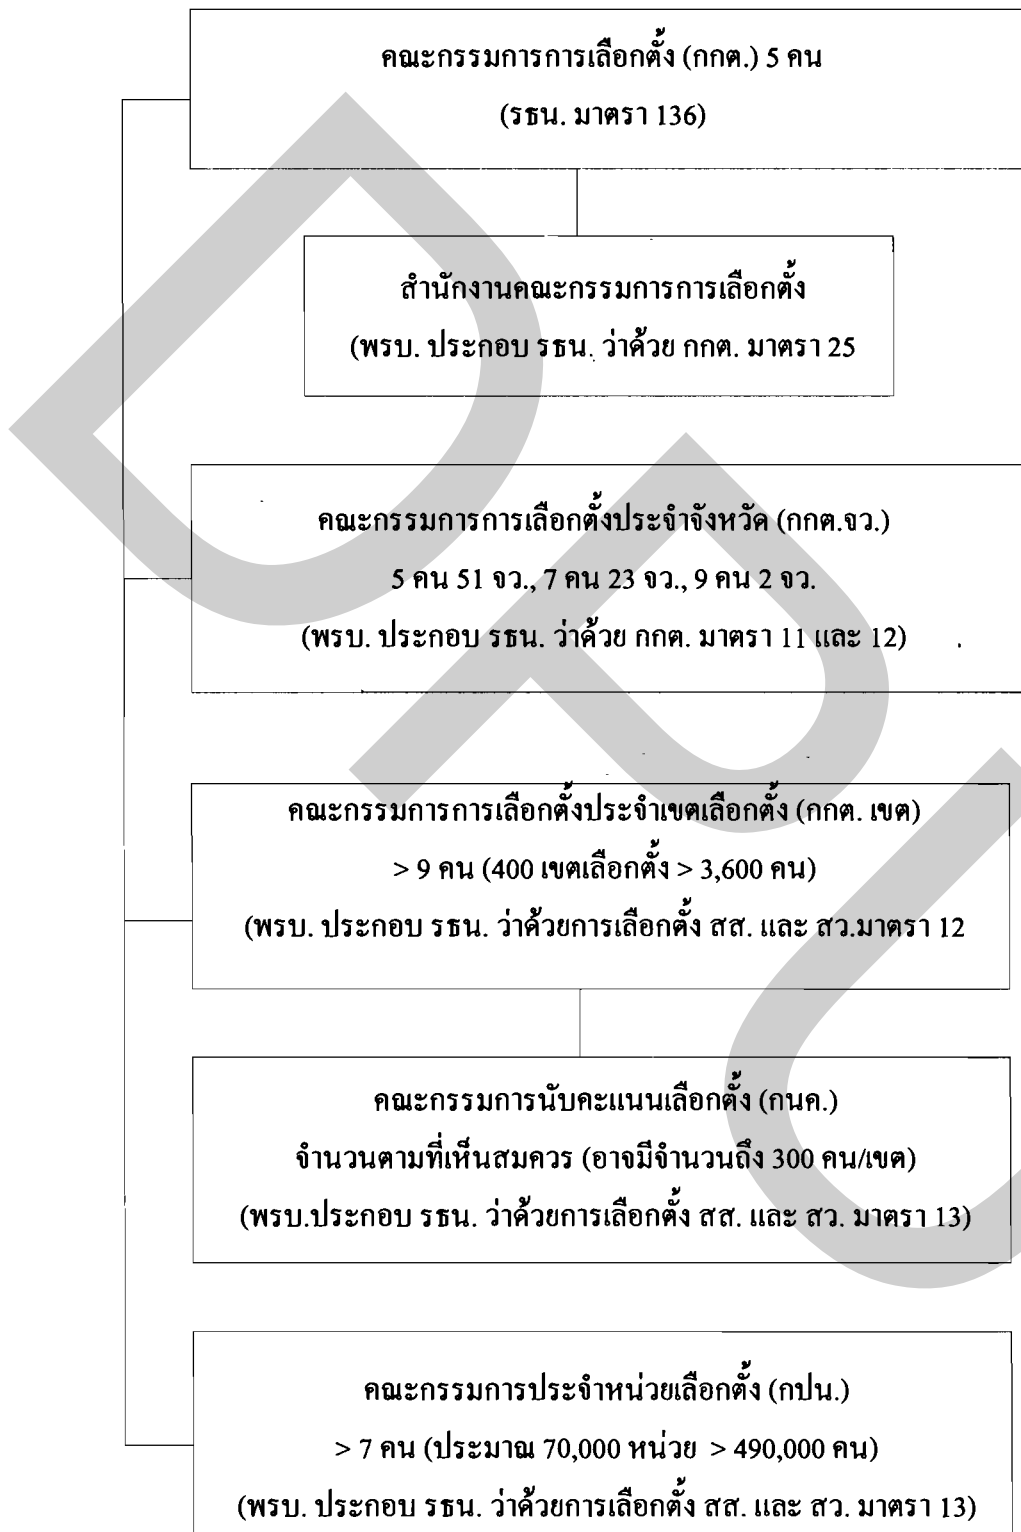 คณะกรรมการการเลือกตั้ง (กกต.) 5 คน
(รธน. มาตรา 136)
สำนักงานคณะกรรมการการเลือกตั้ง
(พรบ. ประกอบ รธน. ว่าด้วย กกต. มาตรา 25
คณะกรรมการการเลือกตั้งประจำจังหวัด (กกต.จว.)
5 คน 51 จว., 7 คน 23 จว., 9 คน 2 จว.
(พรบ. ประกอบ รธน. ว่าด้วย กกต. มาตรา 11 และ 12)
คณะกรรมการการเลือกตั้งประจำเขตเลือกตั้ง (กกต. เขต)
> 9 คน (400 เขตเลือกตั้ง > 3,600 คน)
(พรบ. ประกอบ รธน. ว่าด้วยการเลือกตั้ง สส. และ สว.มาตรา 12
คณะกรรมการนับคะแนนเลือกตั้ง (กนค.)
จำนวนตามที่เห็นสมควร (อาจมีจำนวนถึง 300 คน/เขต)
(พรบ.ประกอบ รธน. ว่าด้วยการเลือกตั้ง สส. และ สว. มาตรา 13)
คณะกรรมการประจำหน่วยเลือกตั้ง (กปน.)
> 7 คน (ประมาณ 70,000 หน่วย > 490,000 คน)
(พรบ. ประกอบ รธน. ว่าด้วยการเลือกตั้ง สส. และ สว. มาตรา 13)
DPU